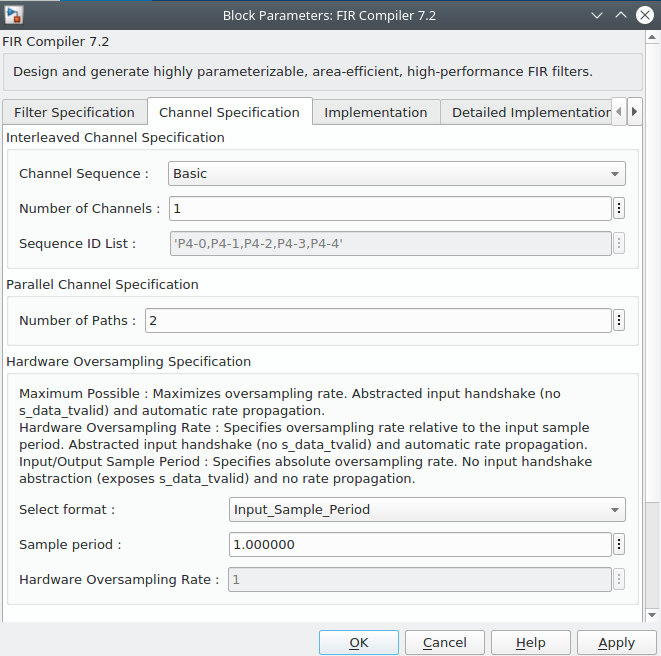 Block Parameters: FIR Compiler 7.2
FIR Compiler 7.2
Design and generate highly parameterizable, area-efficient, high-performance FIR filters.
Filter Specification Channel Specification Implementation Detailed Implementation
Interleaved Channel Specification
Channel Sequence : Basic
Number of Channels : 1
Sequence ID List : 'P4-0,P4-1,P4-2,P4-3,P4-4'
Parallel Channel Specification
Number of Paths : 2
Hardware Oversampling Specification
Maximum Possible : Maximizes oversampling rate. Abstracted input handshake (no
s_data_tvalid) and automatic rate propagation.
Hardware Oversampling Rate : Specifies oversampling rate relative to the input sample
period. Abstracted input handshake (no s_data_tvalid) and automatic rate propagation.
Input/Output Sample Period : Specifies absolute oversampling rate. No input handshake
abstraction (exposes s_data_tvalid) and no rate propagation.
Select format : Input_Sample_Period
Sample period : 1.000000
Hardware Oversampling Rate : 1
OK Cancel Help Apply